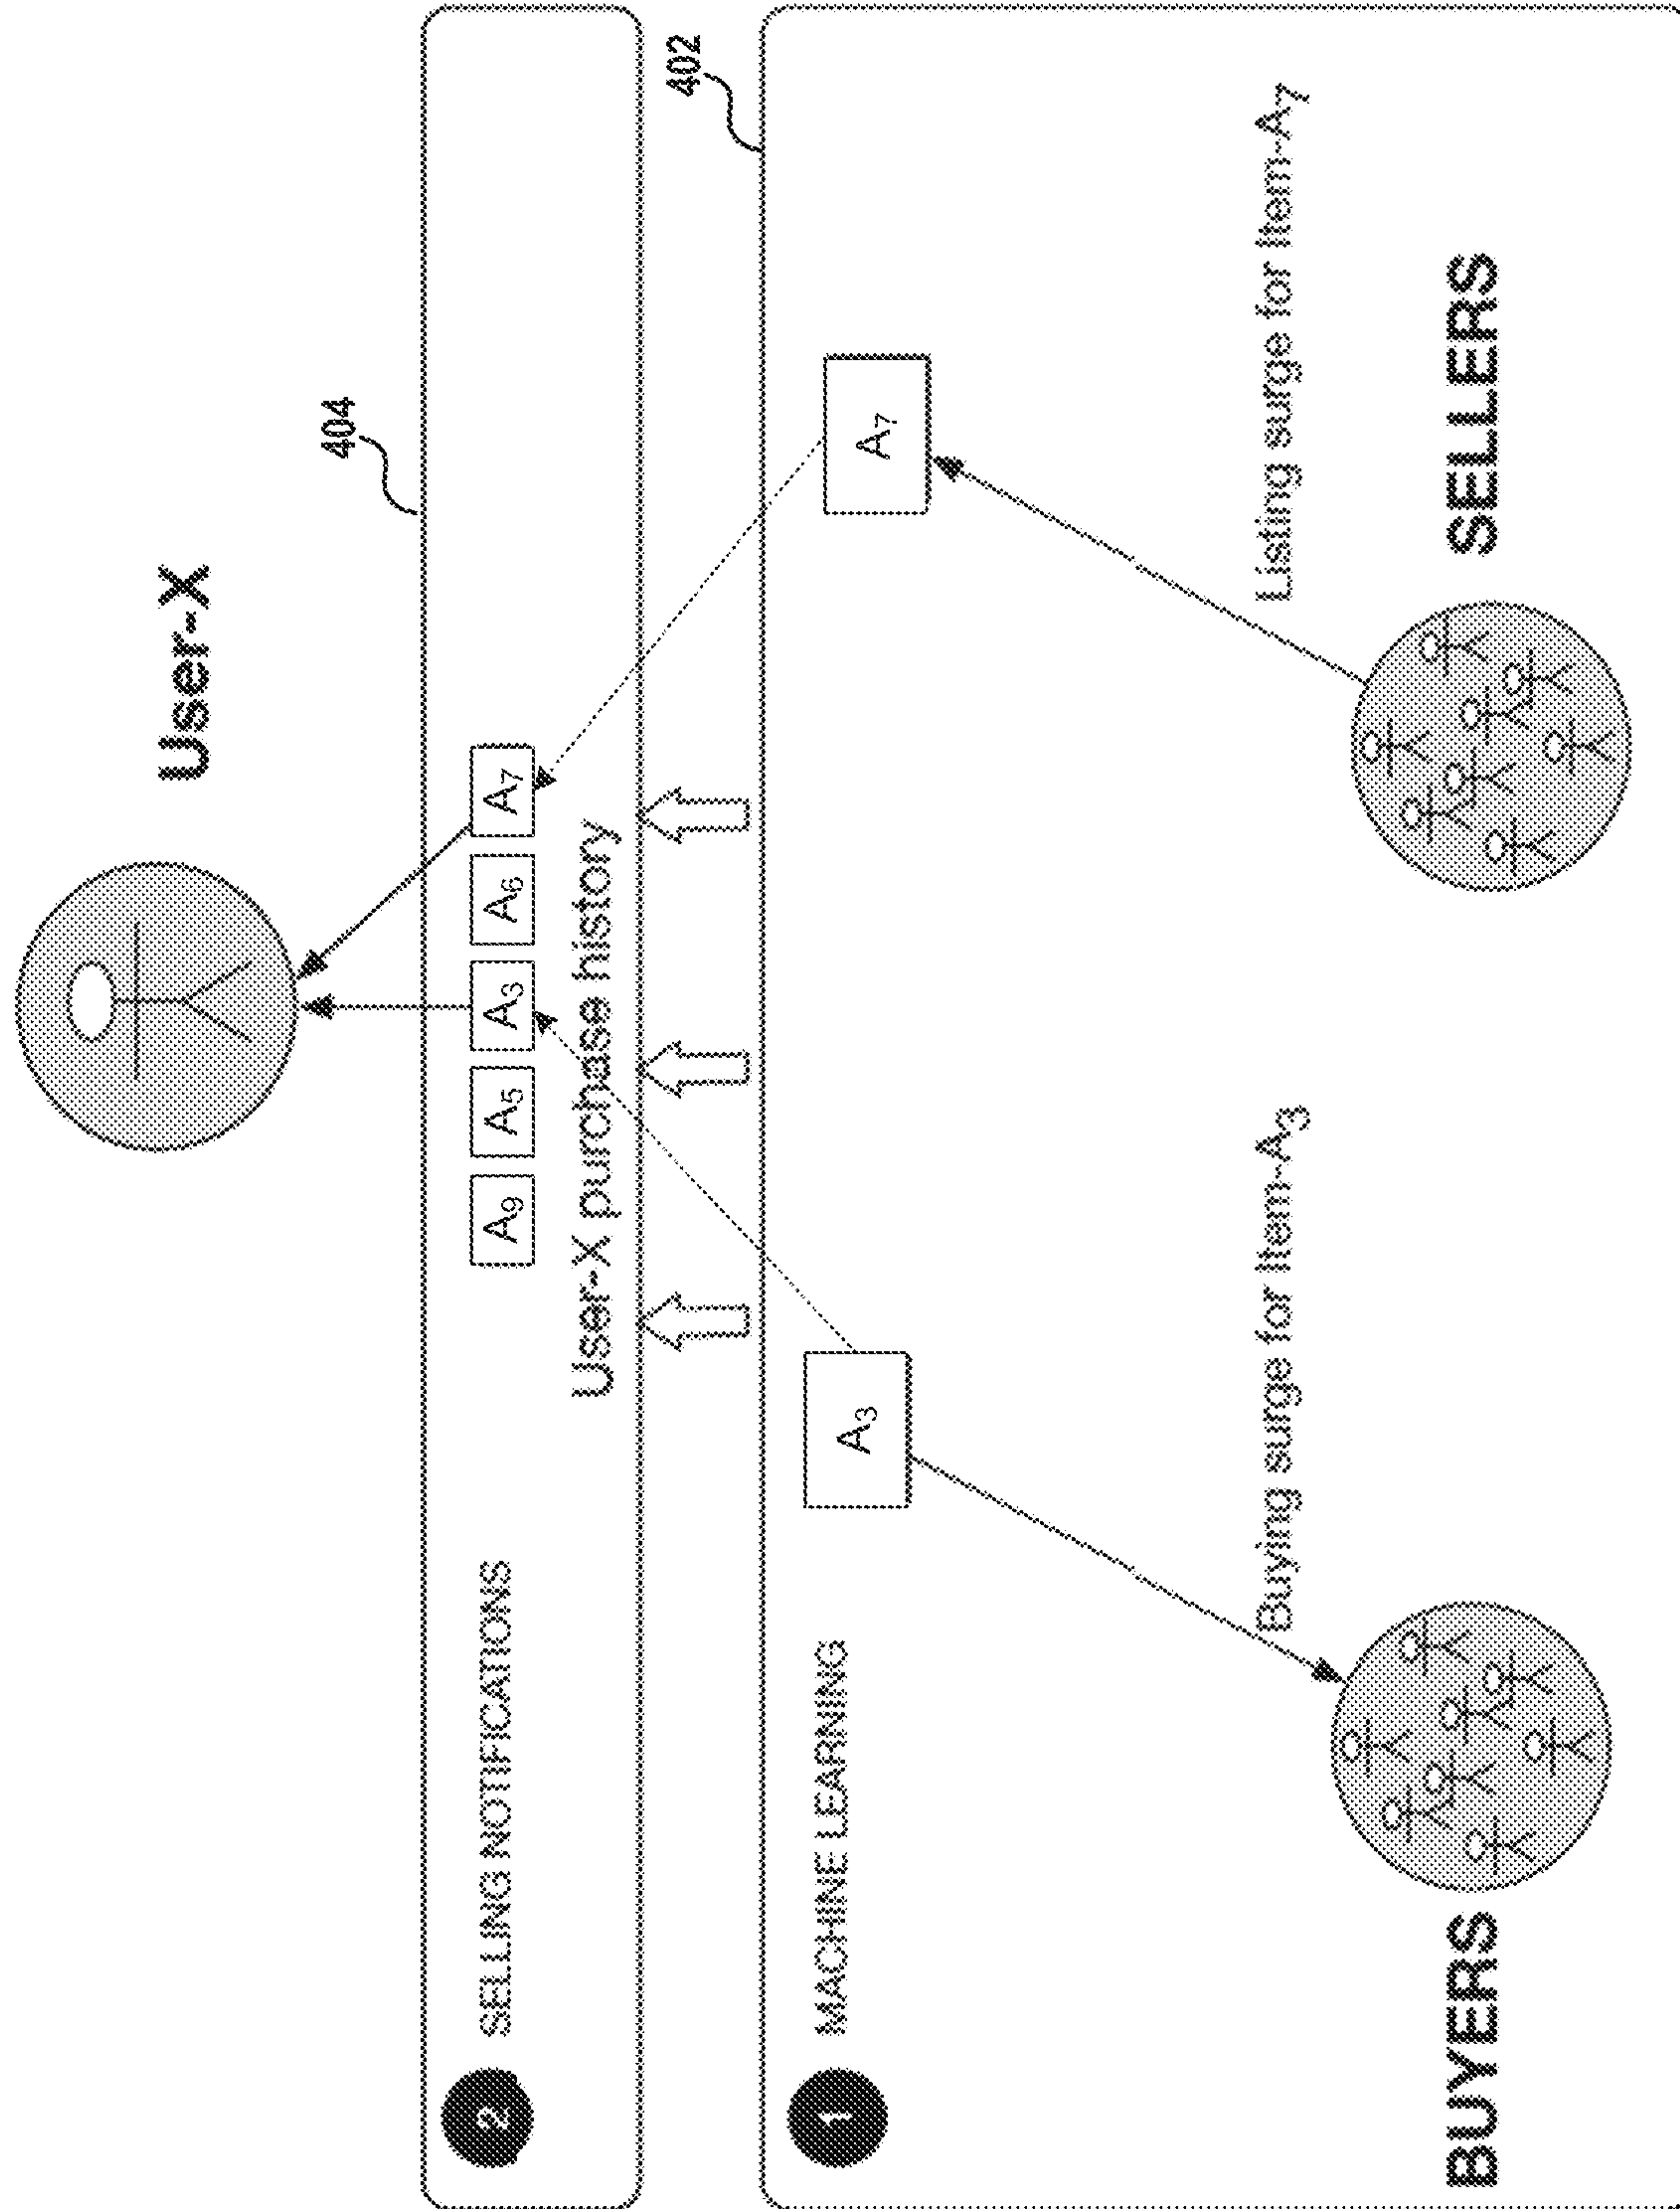 User-X
404
2 SELLING NOTIFICATIONS
A9 A5 A3 A6 A7
User-X purchase history
402
1 MACHINE LEARNING
A3
A7
Buying surge for Item-A3
Listing surge for Item-A7
BUYERS
SELLERS